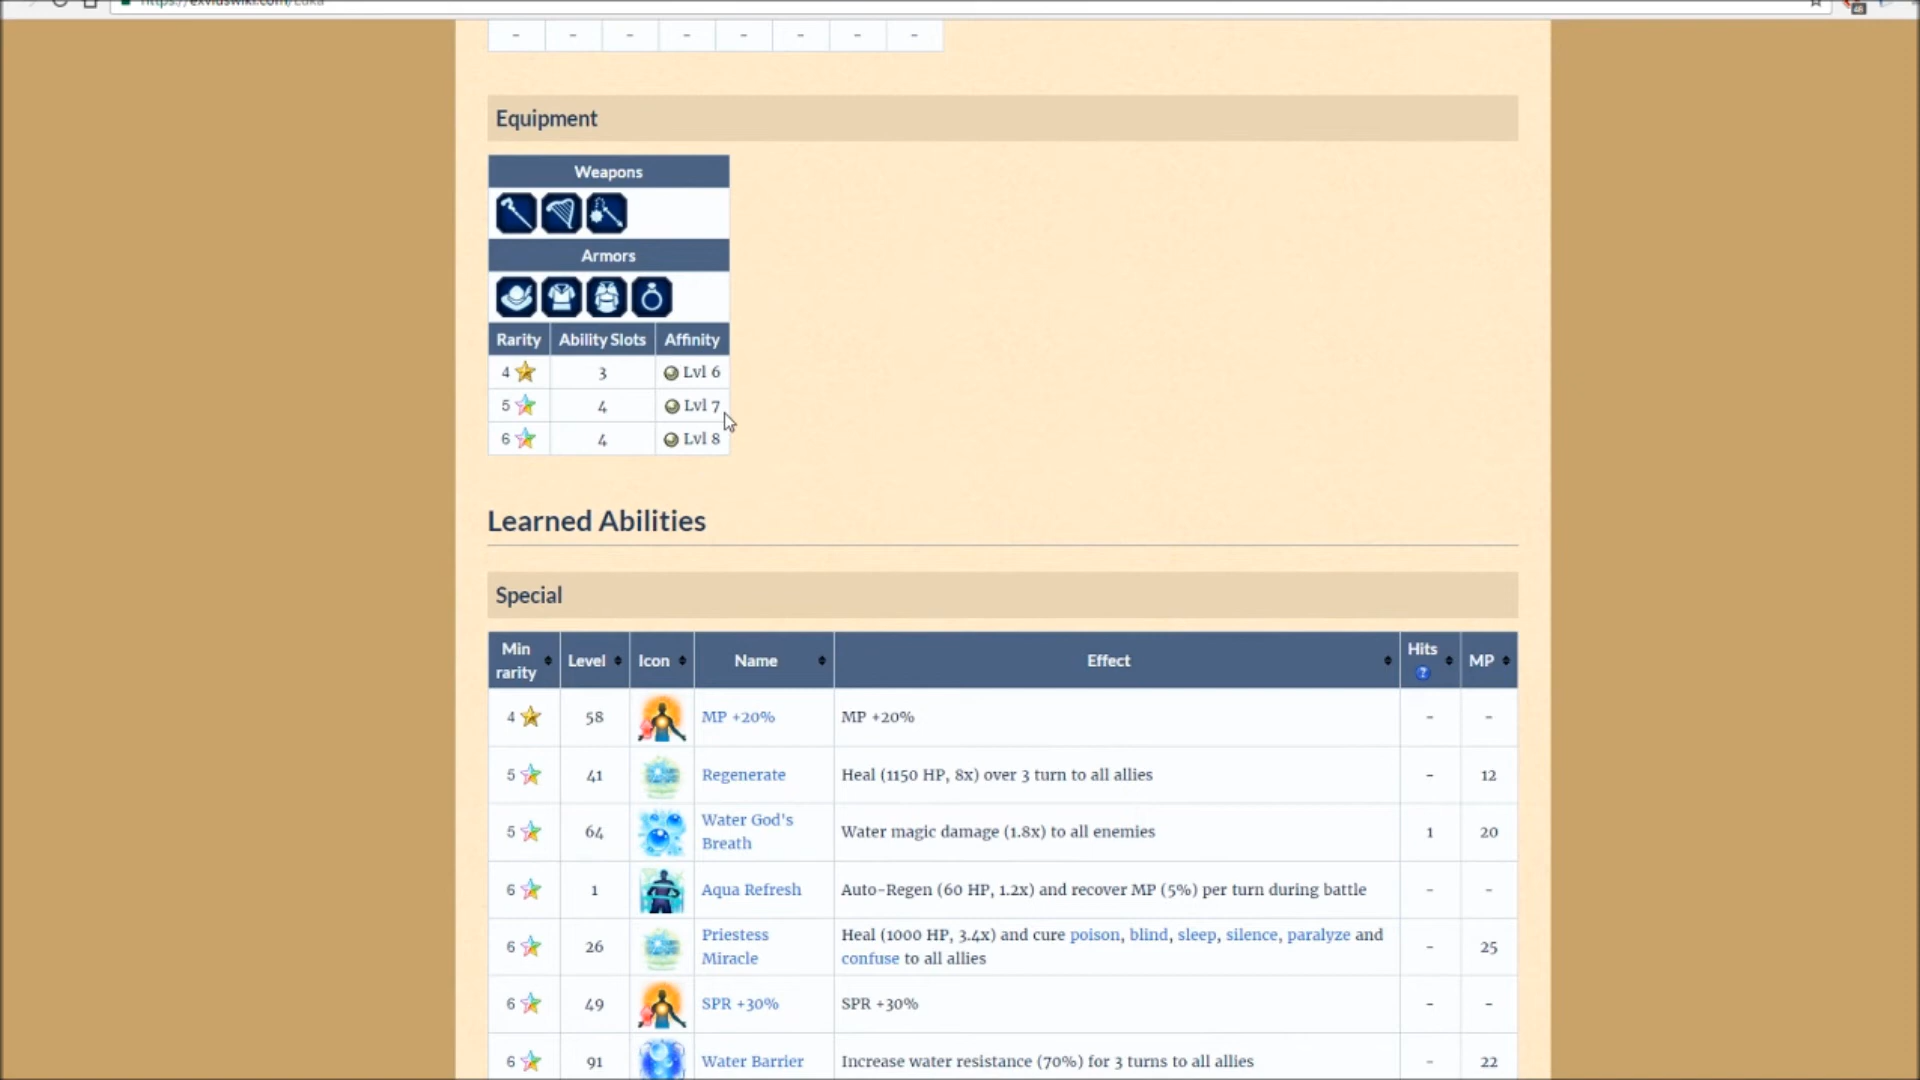 - - - - - - - -
Equipment
Weapons
Armors
Rarity Ability Slots Affinity
4 3 Lvl 6
5 4 Lvl 7
6 4 Lvl 8
Learned Abilities
Special
Min rarity Level Icon Name Effect Hits ? MP
4 58 MP +20% MP +20% - -
5 41 Regenerate Heal (1150 HP, 8x) over 3 turn to all allies - 12
5 64 Water God's Breath Water magic damage (1.8x) to all enemies 1 20
6 1 Aqua Refresh Auto-Regen (60 HP, 1.2x) and recover MP (5%) per turn during battle - -
6 26 Priestess Miracle Heal (1000 HP, 3.4x) and cure poison, blind, sleep, silence, paralyze and
confuse to all allies - 25
6 49 SPR +30% SPR +30% - -
6 91 Water Barrier Increase water resistance (70%) for 3 turns to all allies - 22